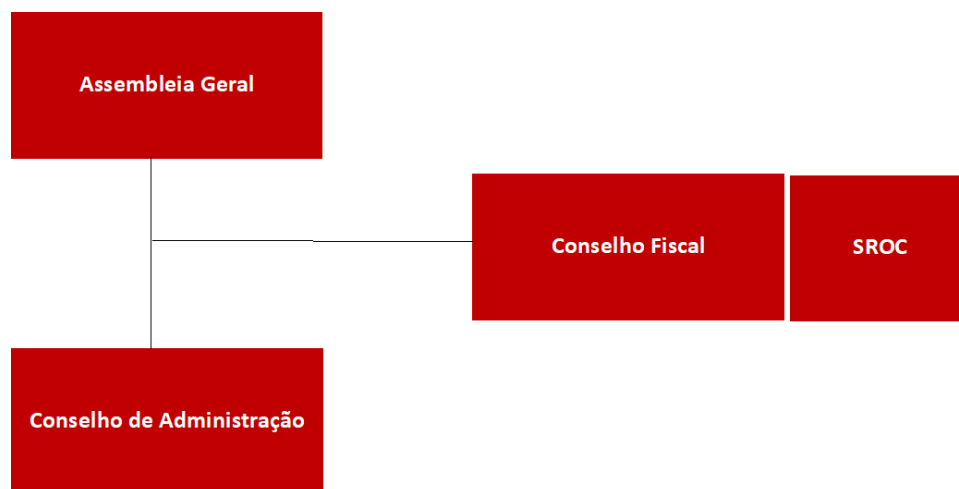 Assembleia Geral
Conselho Fiscal
SROC
Conselho de Administração